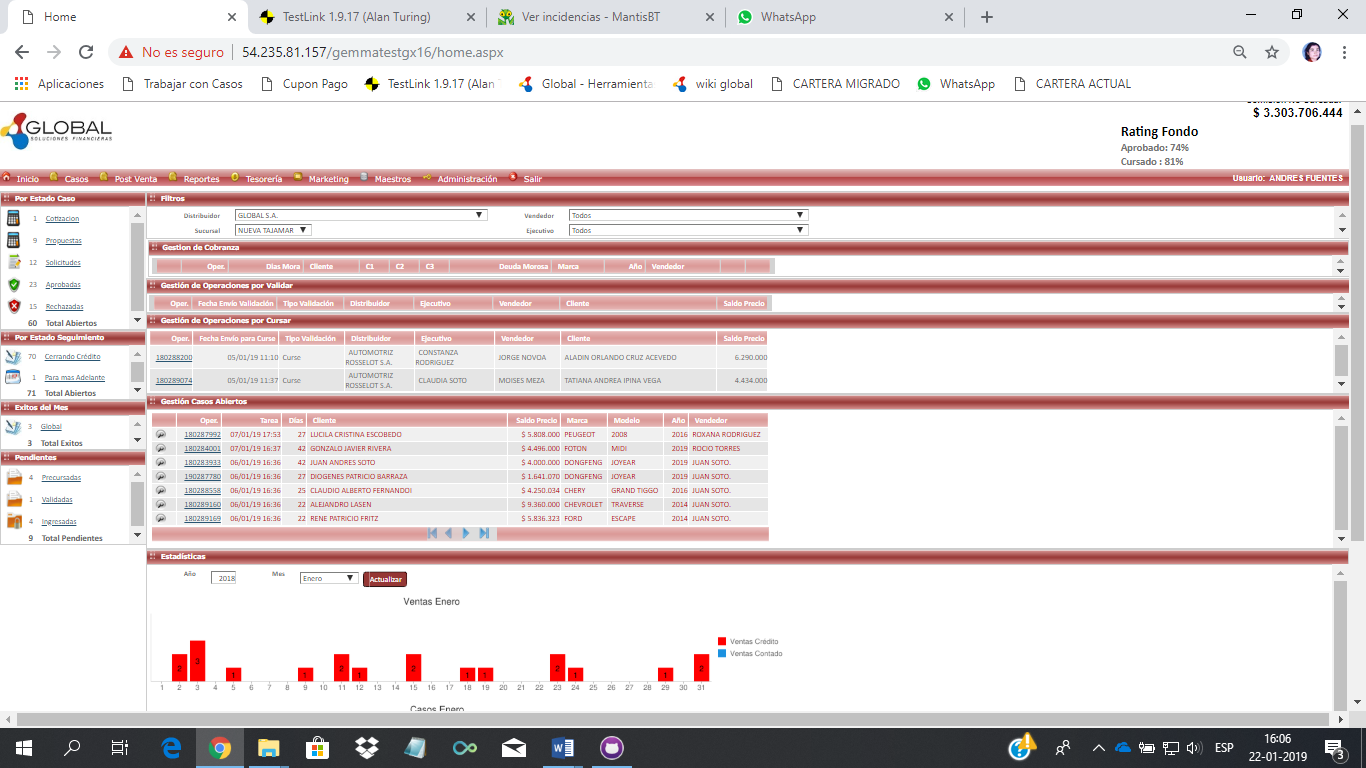 Home
TestLink 1.9.17 (Alan Turing)
Ver incidencias - MantisBT
WhatsApp
No es seguro
54.235.81.157/gemmatestgx16/home.aspx
Aplicaciones
Trabajar con Casos
Cupon Pago
TestLink 1.9.17 (Alan
Global - Herramienta
wiki global
CARTERA MIGRADO
WhatsApp
CARTERA ACTUAL
GLOBAL
SOLUCIONES FINANCIERAS
$ 3.303.706.444
Rating Fondo
Aprobado: 74%
Cursado : 81%
Inicio Casos Post Venta Reportes Tesorería Marketing Maestros Administración Salir
Usuario: ANDRES FUENTES
Por Estado Caso
1 Cotizacion
9 Propuestas
12 Solicitudes
23 Aprobadas
15 Rechazadas
60 Total Abiertos
Por Estado Seguimiento
70 Cerrando Crédito
1 Para mas Adelante
71 Total Abiertos
Exitos del Mes
3 Global
3 Total Exitos
Pendientes
4 Precursadas
1 Validadas
4 Ingresadas
9 Total Pendientes
Filtros
Distribuidor GLOBAL S.A. Vendedor Todos
Sucursal NUEVA TAJAMAR Ejecutivo Todos
Gestion de Cobranza
Oper. Dias Mora Cliente C1 C2 C3 Deuda Morosa Marca Año Vendedor
Gestión de Operaciones por Validar
Oper. Fecha Envio Validación Tipo Validación Distribuidor Ejecutivo Vendedor Cliente Saldo Precio
Gestión de Operaciones por Cursar
Oper. Fecha Envio para Curse Tipo Validación Distribuidor Ejecutivo Vendedor Cliente Saldo Precio
180288200 05/01/19 11:10 Curse AUTOMOTRIZ ROSSELOT S.A. CONSTANZA RODRIGUEZ JORGE NOVOA ALADIN ORLANDO CRUZ ACEVEDO 6.290.000
180289074 05/01/19 11:37 Curse AUTOMOTRIZ ROSSELOT S.A. CLAUDIA SOTO MOISES MEZA TATIANA ANDREA IPINA VEGA 4.434.000
Gestión Casos Abiertos
Oper. Tarea Dias Cliente Saldo Precio Marca Modelo Año Vendedor
180287992 07/01/19 17:53 27 LUCILA CRISTINA ESCOBEDO $ 5.808.000 PEUGEOT 2008 2016 ROXANA RODRIGUEZ
180284001 07/01/19 16:37 42 GONZALO JAVIER RIVERA $ 4.496.000 FOTON MIDI 2019 ROCIO TORRES
180283933 06/01/19 16:36 42 JUAN ANDRES SOTO $ 4.000.000 DONGFENG JOYEAR 2019 JUAN SOTO.
190287780 06/01/19 16:36 27 DIOGENES PATRICIO BARRAZA $ 1.641.070 DONGFENG JOYEAR 2019 JUAN SOTO.
180288558 06/01/19 16:36 25 CLAUDIO ALBERTO FERNANDOI $ 4.250.034 CHERY GRAND TIGGO 2016 JUAN SOTO.
180289160 06/01/19 16:36 22 ALEJANDRO LASEN $ 9.360.000 CHEVROLET TRAVERSE 2014 JUAN SOTO.
180289169 06/01/19 16:36 22 RENE PATRICIO FRITZ $ 5.836.323 FORD ESCAPE 2014 JUAN SOTO.
Estadísticas
Año 2018 Mes Enero Actualizar
Ventas Enero
Ventas Crédito
Ventas Contado
2 3 1 1 2 1 2 1 1 2 1 1 2
1 2 3 4 5 6 7 8 9 10 11 12 13 14 15 16 17 18 19 20 21 22 23 24 25 26 27 28 29 30 31
Casos Enero
ESP
16:06
22-01-2019
3